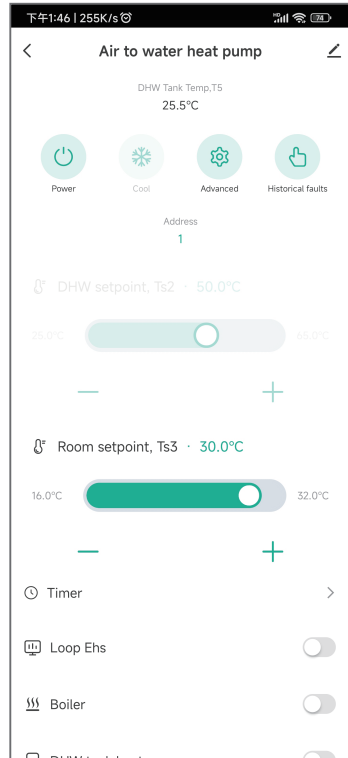 下午1:46 | 255K/s
HD
74
Air to water heat pump
DHW Tank Temp,T5
25.5°C
Power
Cool
Advanced
Historical faults
Address
1
DHW setpoint, Ts2 · 50.0°C
25.0°C
65.0°C
Room setpoint, Ts3 · 30.0°C
16.0°C
32.0°C
Timer
Loop Ehs
Boiler